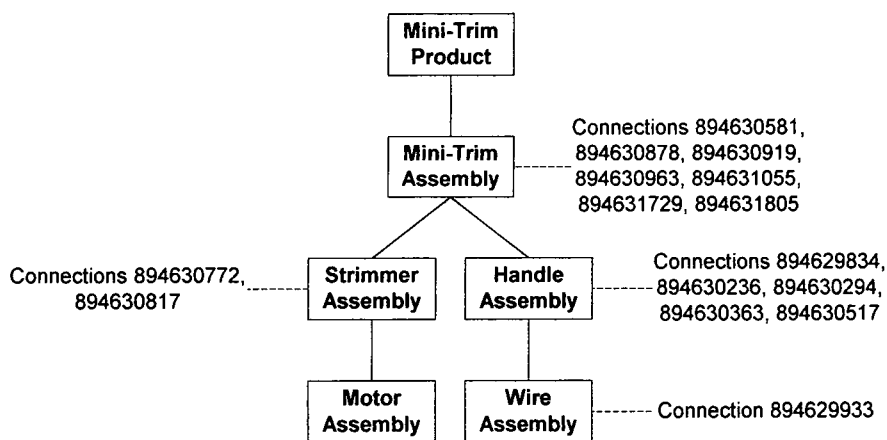 Mini-Trim
Product
Mini-Trim
Assembly
Connections 894630581,
894630878, 894630919,
894630963, 894631055,
894631729, 894631805
Connections 894630772,
894630817
Strimmer
Assembly
Handle
Assembly
Connections 894629834,
894630236, 894630294,
894630363, 894630517
Motor
Assembly
Wire
Assembly
Connection 894629933